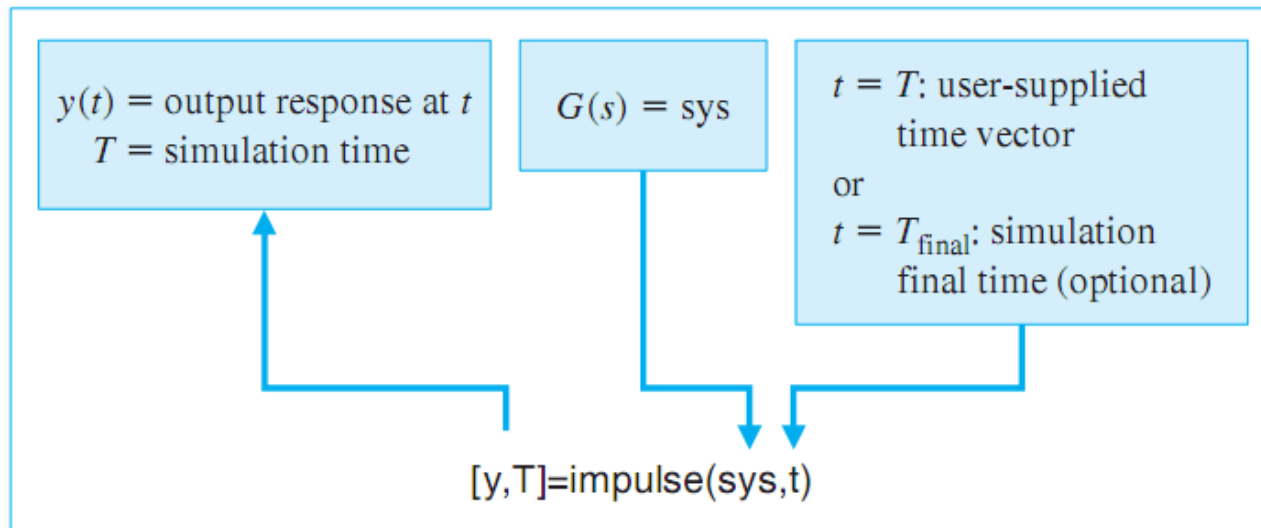 y(t) = output response at t
T = simulation time
G(s) = sys
t = T: user-supplied
time vector
or
t = T_final: simulation
final time (optional)
[y,T]=impulse(sys,t)